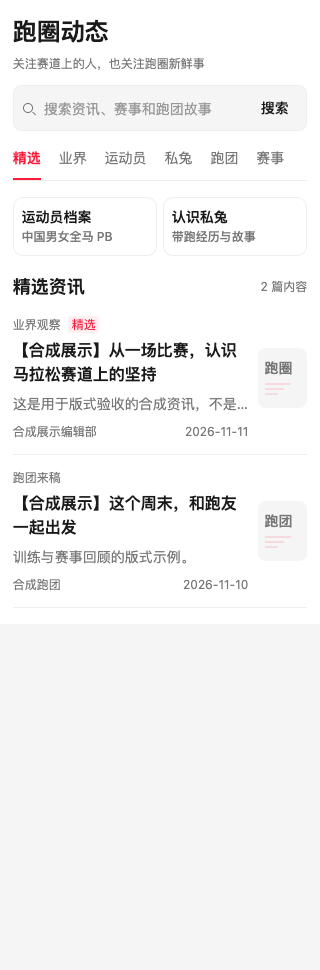 跑圈动态
关注赛道上的人，也关注跑圈新鲜事
搜索资讯、赛事和跑团故事 搜索
精选 业界 运动员 私兔 跑团 赛事
运动员档案 认识私兔
中国男女全马 PB 带跑经历与故事
精选资讯 2 篇内容
业界观察 精选
【合成展示】从一场比赛，认识
马拉松赛道上的坚持
跑圈
这是用于版式验收的合成资讯，不是...
合成展示编辑部 2026-11-11
跑团来稿
【合成展示】这个周末，和跑友
一起出发
跑团
训练与赛事回顾的版式示例。
合成跑团 2026-11-10